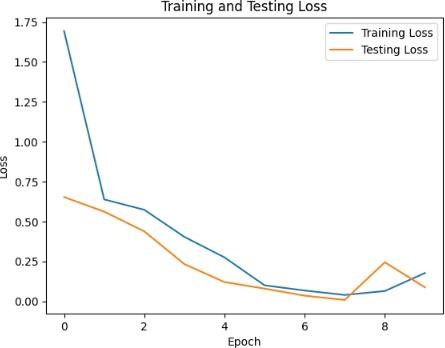 Training and Testing Loss
Training Loss
Testing Loss
1.75
1.50
1.25
1.00
0.75
0.50
0.25
0.00
Loss
0 2 4 6 8
Epoch